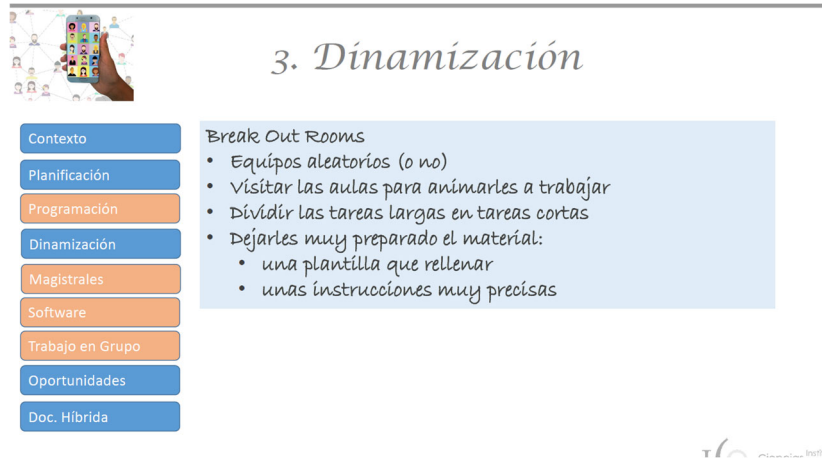 3. Dinamización
Contexto
Planificación
Programación
Dinamización
Magistrales
Software
Trabajo en Grupo
Oportunidades
Doc. Híbrida
Break Out Rooms
• Equipos aleatorios (o no)
• Visitar las aulas para animarles a trabajar
• Dividir las tareas largas en tareas cortas
• Dejarles muy preparado el material:
• una plantilla que rellenar
• unas instrucciones muy precisas